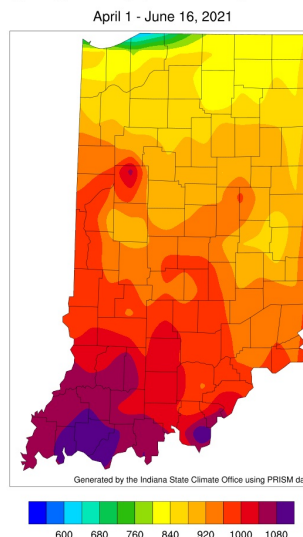 April 1 - June 16, 2021
Generated by the Indiana State Climate Office using PRISM da
600 680 760 840 920 1000 1080